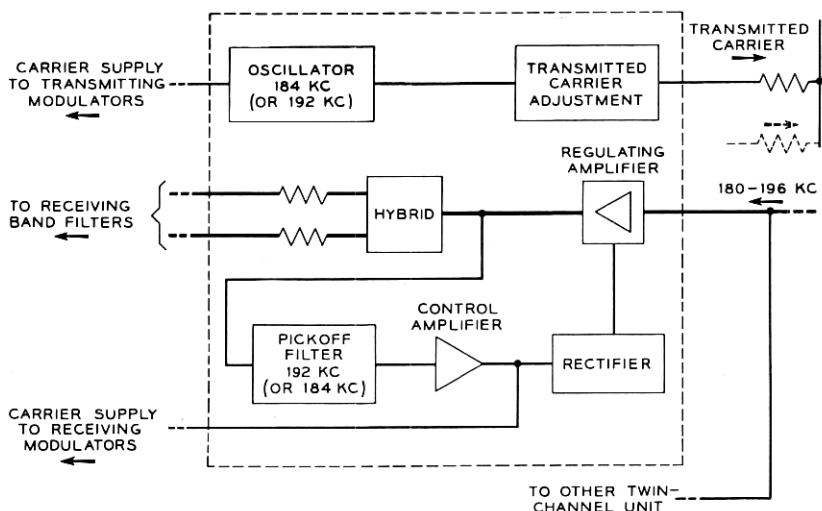 TRANSMITTED
CARRIER
CARRIER SUPPLY
TO TRANSMITTING
MODULATORS
OSCILLATOR
184 KC
(OR 192 KC)
TRANSMITTED
CARRIER
ADJUSTMENT
REGULATING
AMPLIFIER
180-196 KC
TO RECEIVING
BAND FILTERS
HYBRID
CONTROL
AMPLIFIER
PICKOFF
FILTER
192 KC
(OR 184 KC)
RECTIFIER
CARRIER SUPPLY
TO RECEIVING
MODULATORS
TO OTHER TWIN-
CHANNEL UNIT